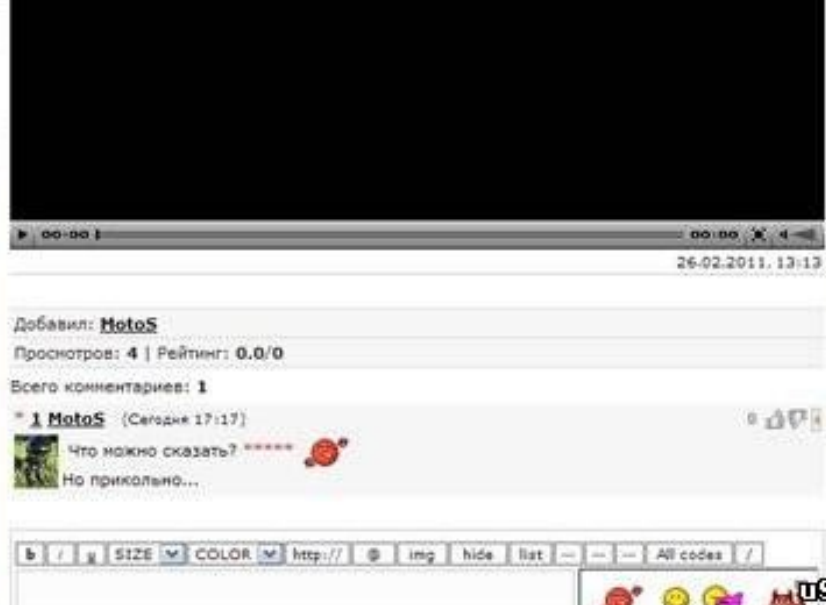 00:00 00:00
26.02.2011, 13:13
Добавил: MotoS
Просмотров: 4 | Рейтинг: 0.0/0
Всего комментариев: 1
1 MotoS (Сегодня 17:17) 0
Что можно сказать? *****
Но прикольно...
b i u SIZE COLOR http:// @ img hide list --- --- --- All codes /
uS